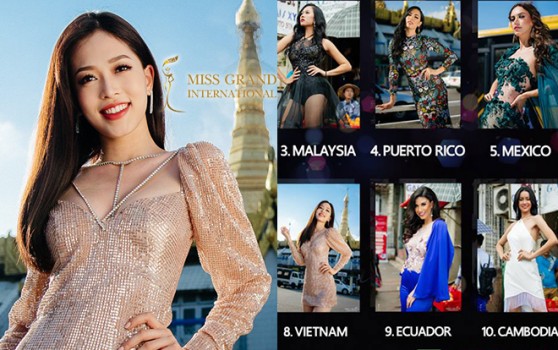 MISS GRAND
INTERNATIONAL
3. MALAYSIA
4. PUERTO RICO
5. MEXICO
8. VIETNAM
9. ECUADOR
10. CAMBODIA